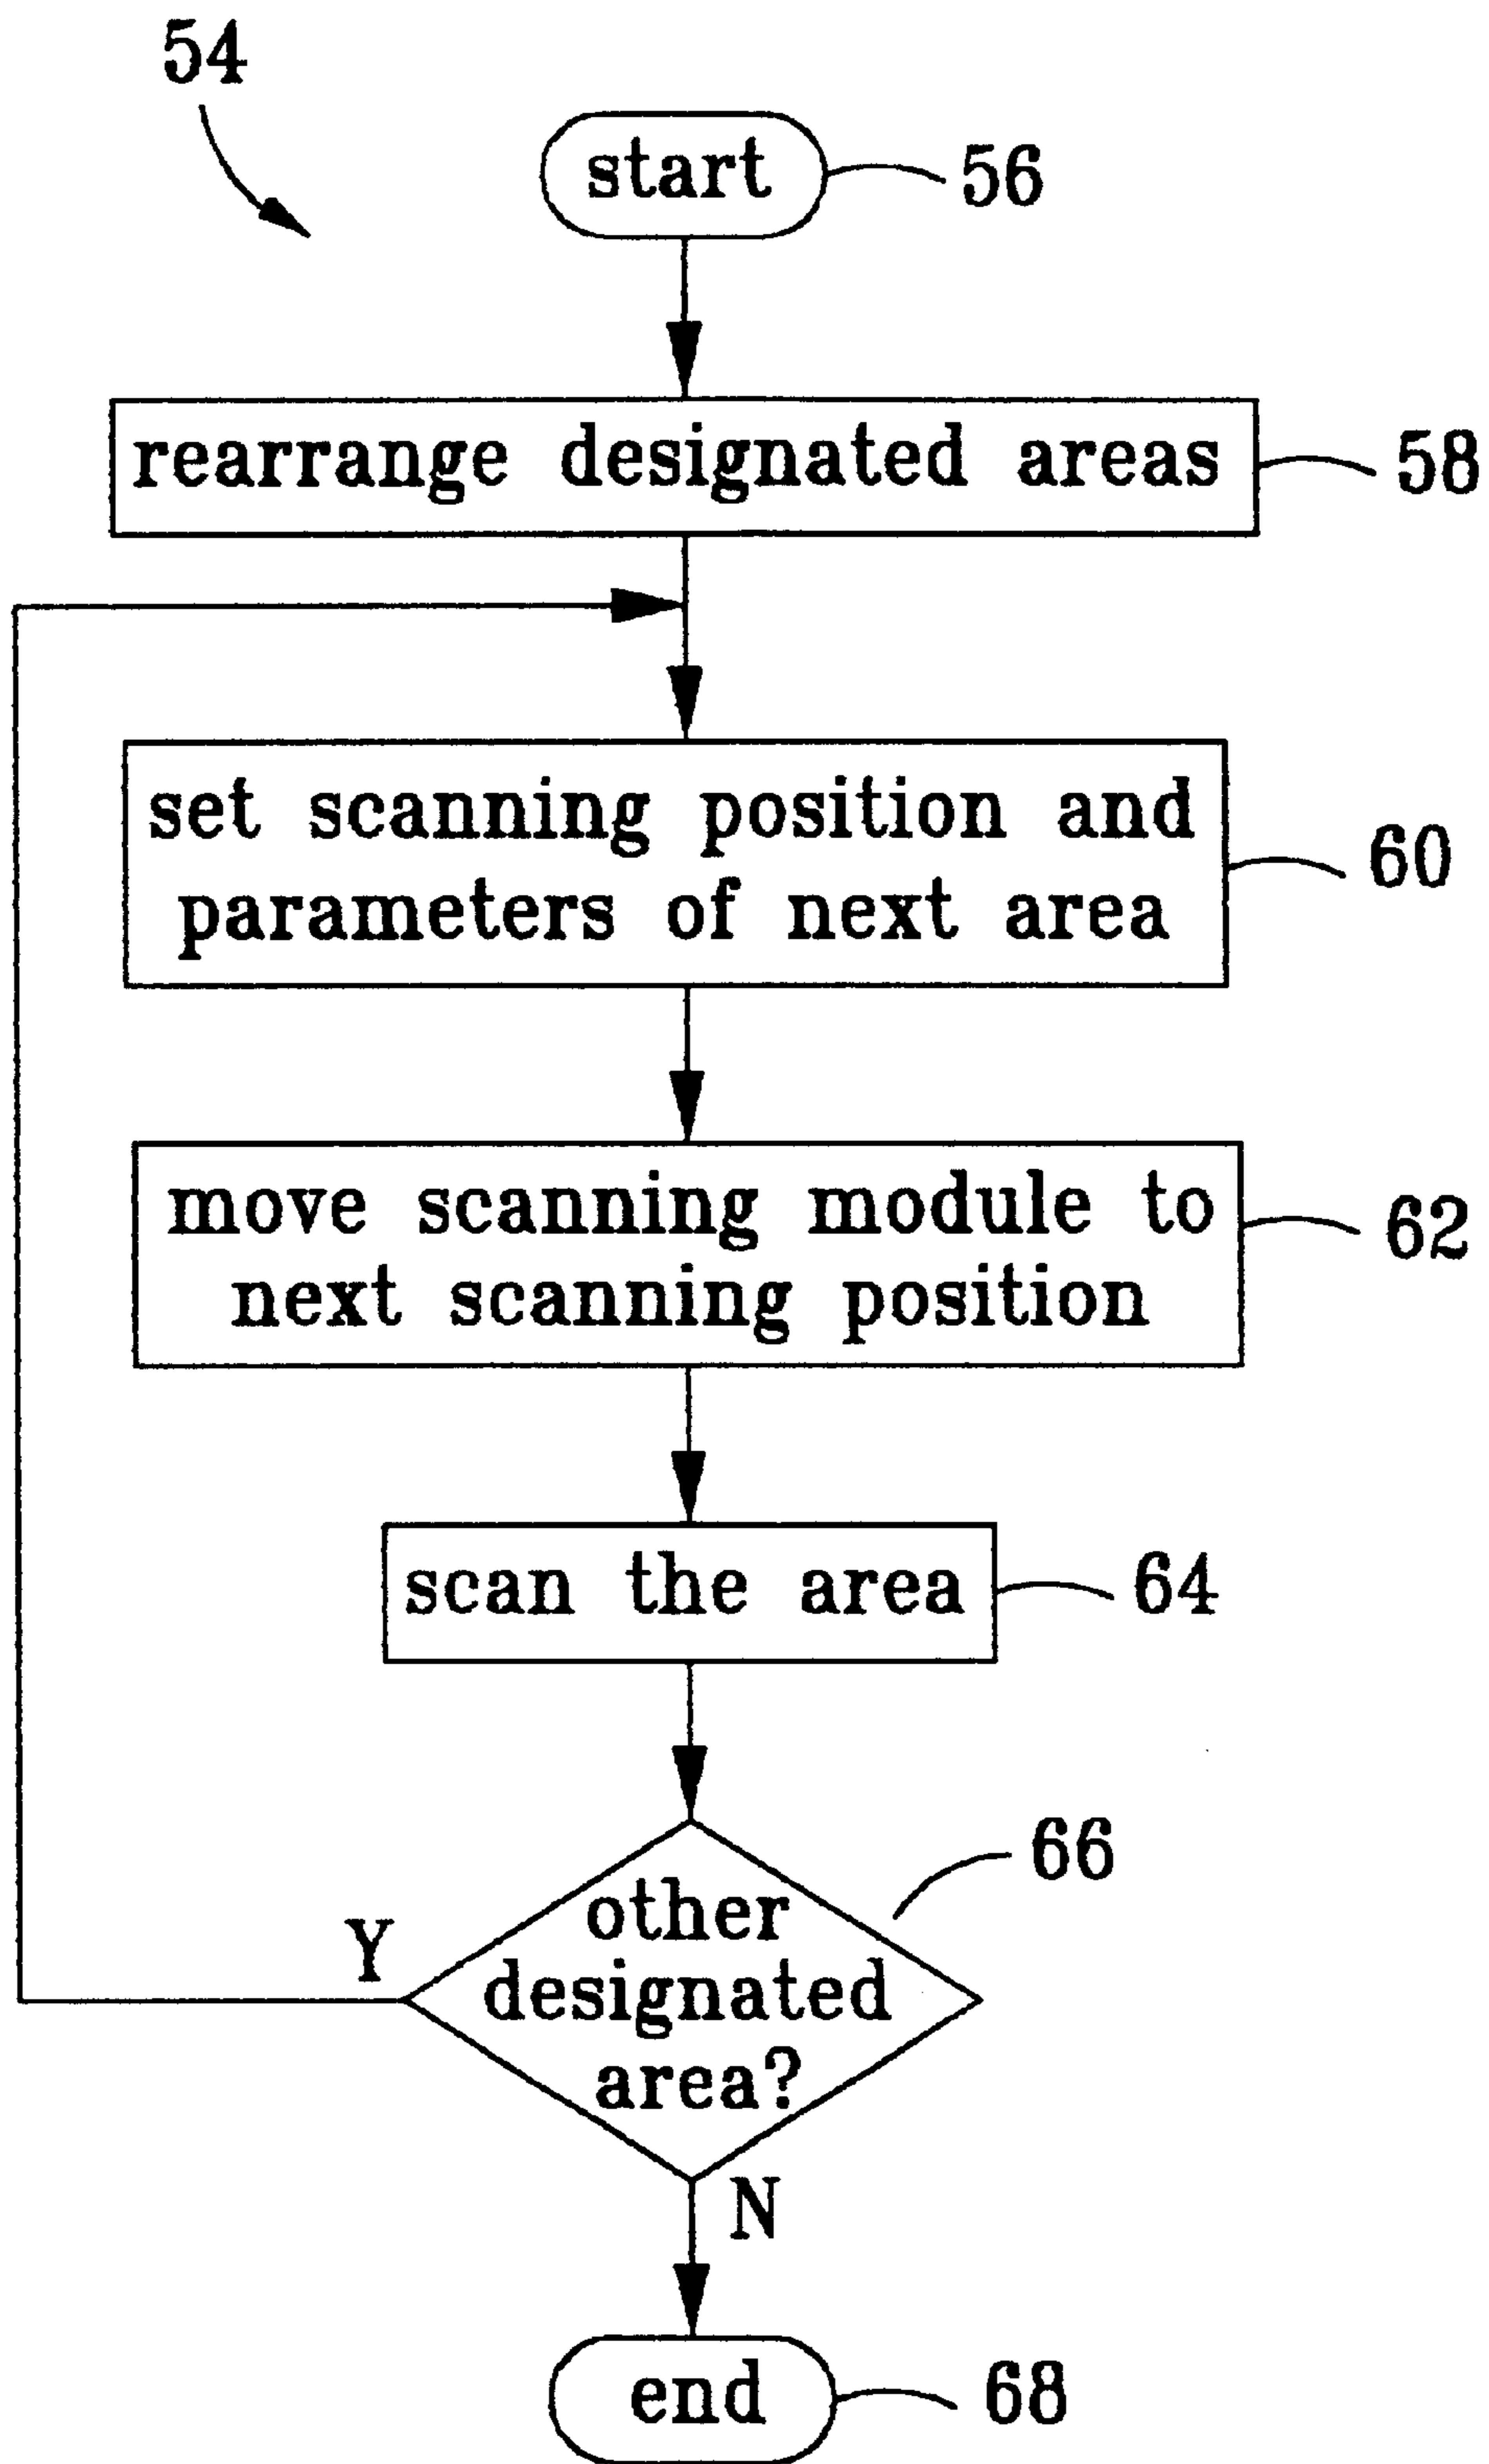 54
start
56
rearrange designated areas
58
set scanning position and
parameters of next area
60
move scanning module to
next scanning position
62
scan the area
64
66
other
designated
area?
Y
N
end
68